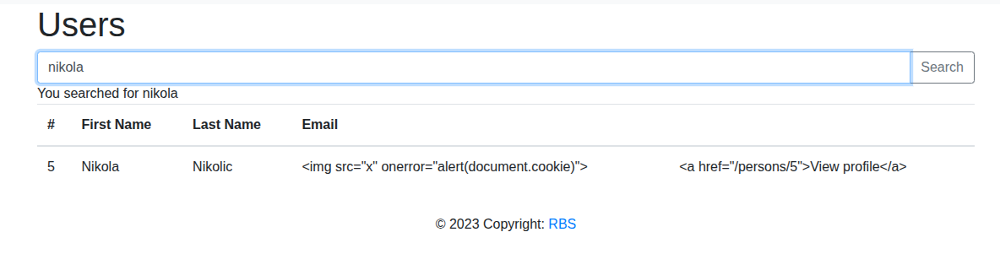 Users
nikola
Search
You searched for nikola
# First Name Last Name Email
5 Nikola Nikolic <img src="x" onerror="alert(document.cookie)"> <a href="/persons/5">View profile</a>
© 2023 Copyright: RBS